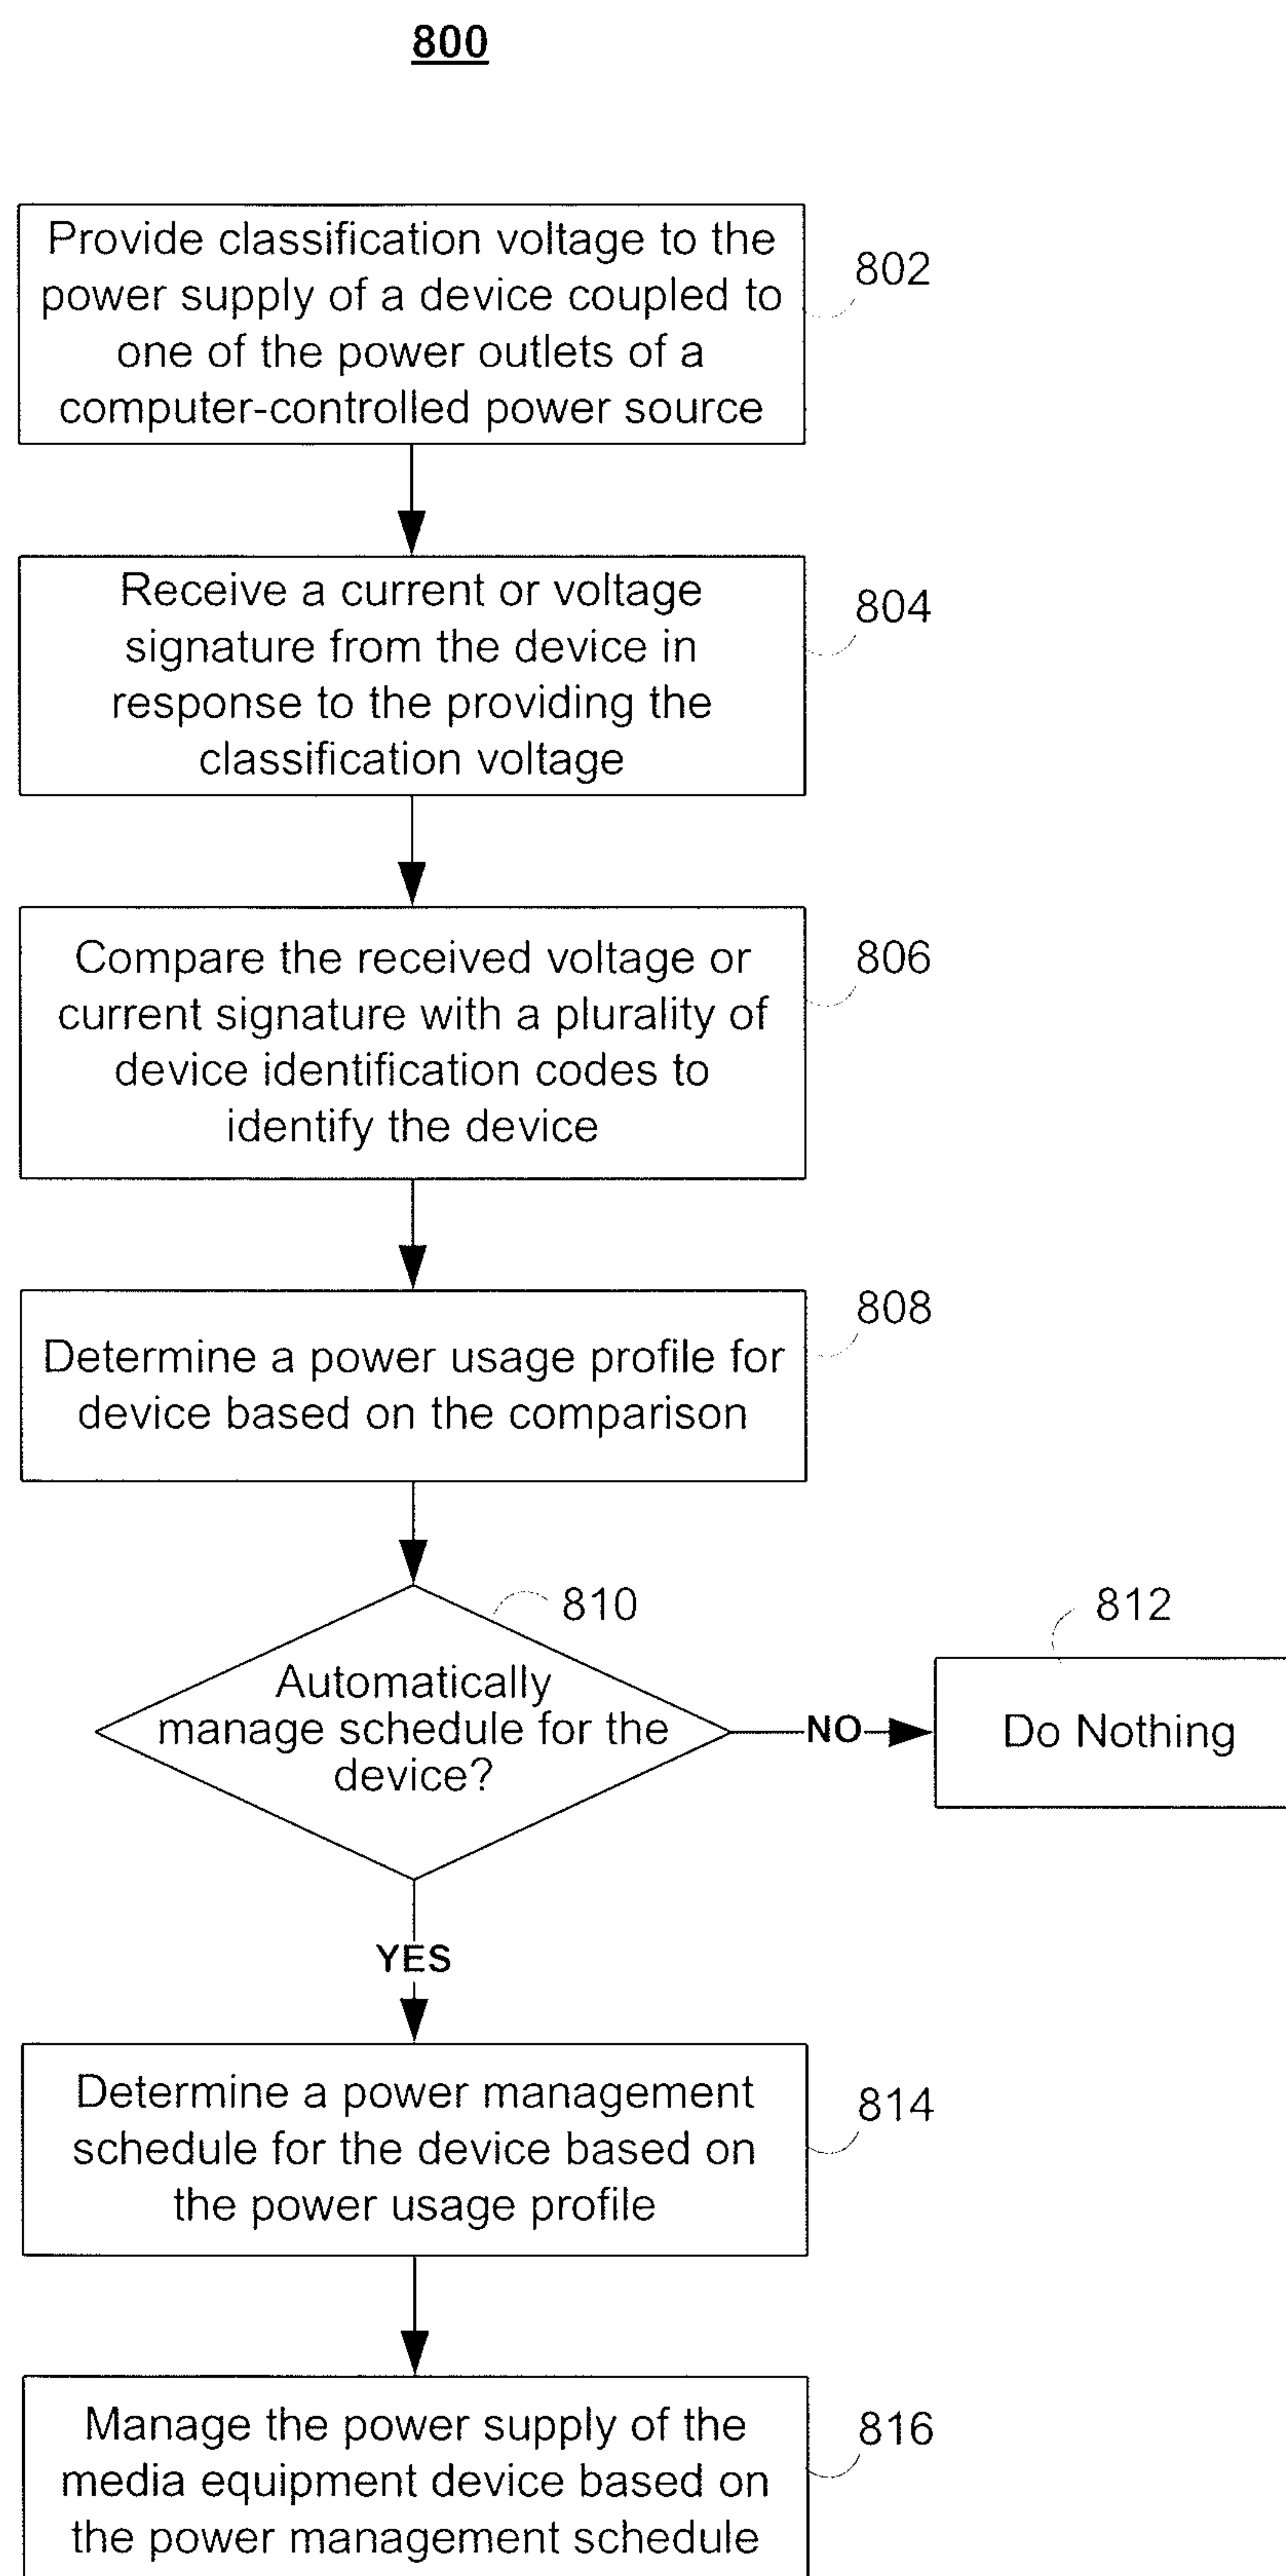 800
Provide classification voltage to the
power supply of a device coupled to
one of the power outlets of a
computer-controlled power source
802
Receive a current or voltage
signature from the device in
response to the providing the
classification voltage
804
Compare the received voltage or
current signature with a plurality of
device identification codes to
identify the device
806
Determine a power usage profile for
device based on the comparison
808
Automatically
manage schedule for the
device?
810
NO
Do Nothing
812
YES
Determine a power management
schedule for the device based on
the power usage profile
814
Manage the power supply of the
media equipment device based on
the power management schedule
816